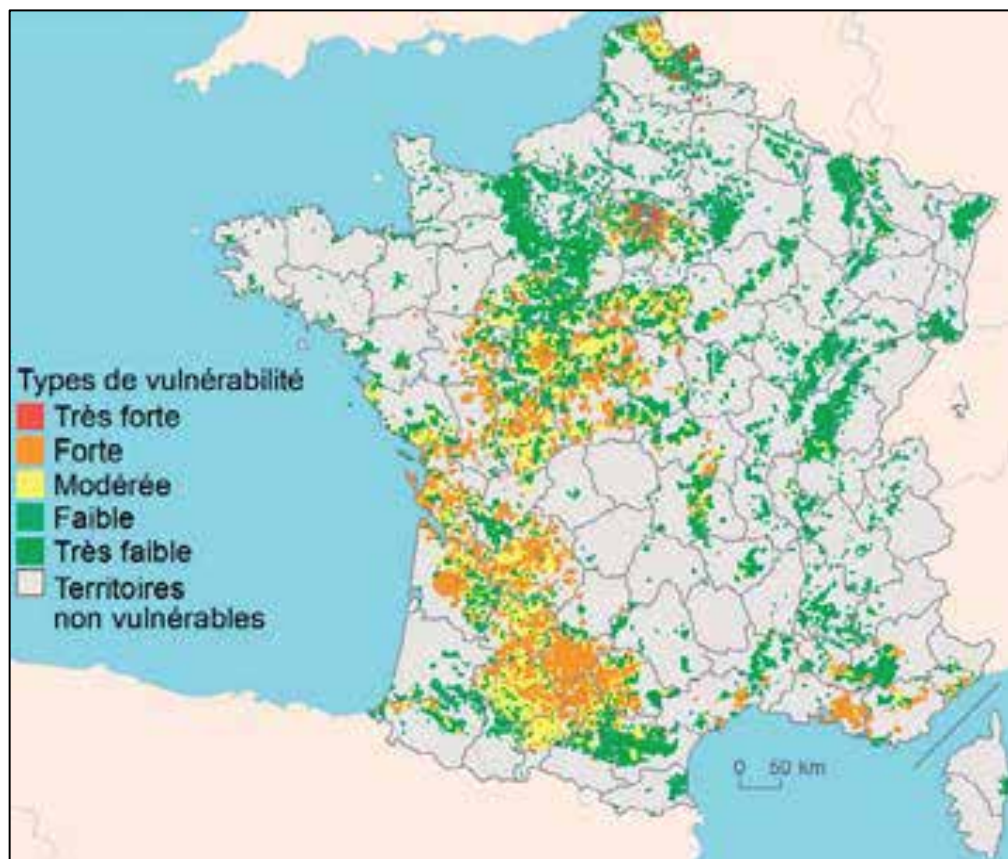 Types de vulnérabilité
Très forte
Forte
Modérée
Faible
Très faible
Territoires
non vulnérables
0 50 km